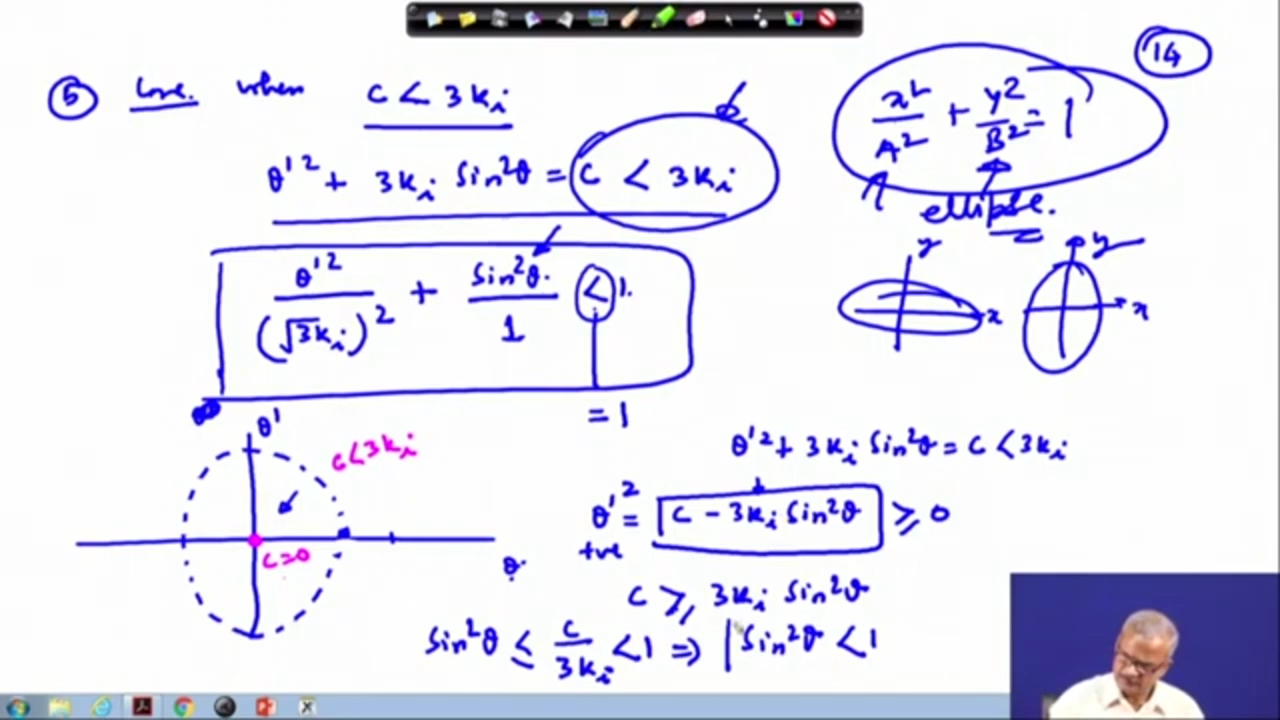 14
5 Case. when C < 3Kᵢ
θ'² + 3Kᵢ Sin²θ = C < 3Kᵢ
x²/A² + y²/B² = 1
ellipse.
θ'²/(√3Kᵢ)² + Sin²θ/1 < 1.
= 1
y
x
y
x
θ'
C < 3Kᵢ
C=0
θ
θ'² + 3Kᵢ Sin²θ = C < 3Kᵢ
θ'² = C - 3Kᵢ Sin²θ ≥ 0
+ve
C ≥ 3Kᵢ Sin²θ
Sin²θ ≤ C/3Kᵢ < 1 ⇒ Sin²θ < 1